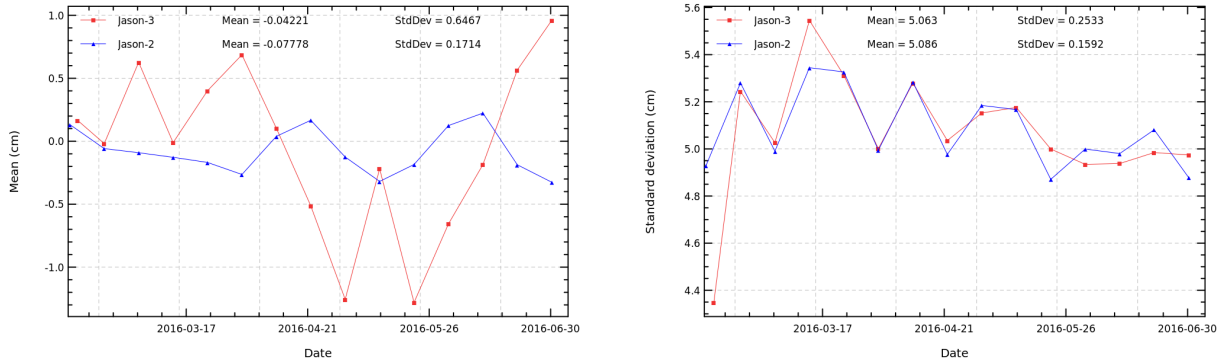 Jason-3 Mean = -0.04221 StdDev = 0.6467
Jason-2 Mean = -0.07778 StdDev = 0.1714
1.0
0.5
0.0
-0.5
-1.0
Mean (cm)
2016-03-17 2016-04-21 2016-05-26 2016-06-30
Date
Jason-3 Mean = 5.063 StdDev = 0.2533
Jason-2 Mean = 5.086 StdDev = 0.1592
5.6
5.4
5.2
5.0
4.8
4.6
4.4
Standard deviation (cm)
2016-03-17 2016-04-21 2016-05-26 2016-06-30
Date